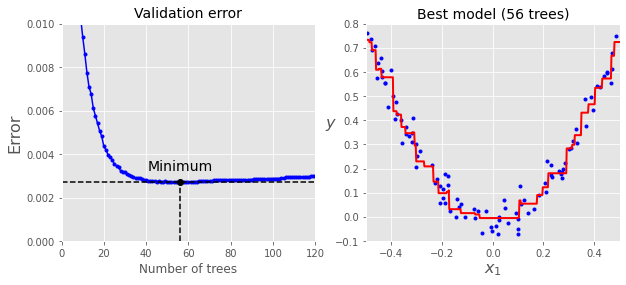 Validation error
0.010
0.008
0.006
0.004
0.002
0.000
Error
Minimum
0 20 40 60 80 100 120
Number of trees
Best model (56 trees)
0.8
0.7
0.6
0.5
0.4
0.3
0.2
0.1
0.0
−0.1
y
−0.4 −0.2 0.0 0.2 0.4
x₁